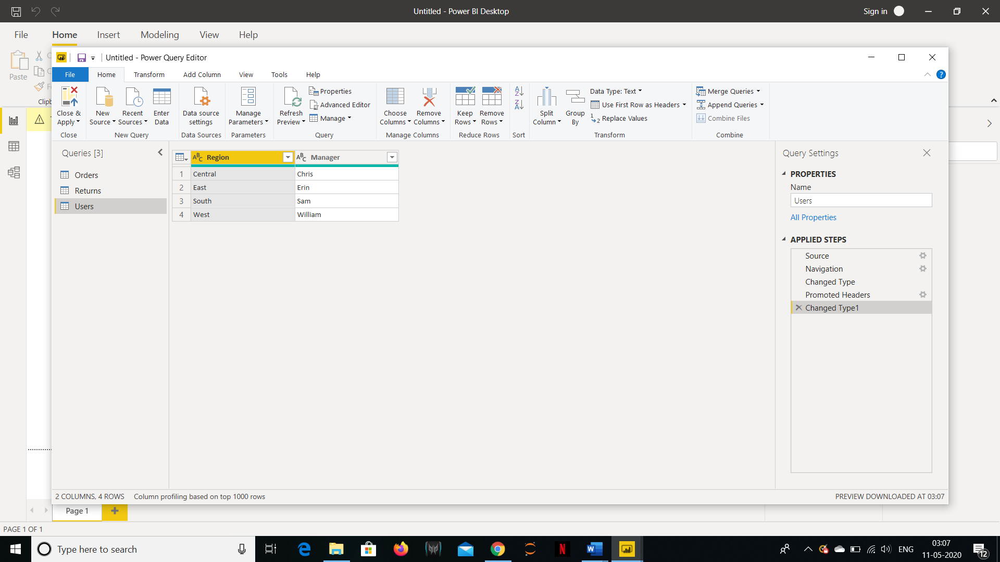 Untitled - Power BI Desktop
Sign in
File Home Insert Modeling View Help
Paste
Untitled - Power Query Editor
File Home Transform Add Column View Tools Help
Close & Apply
Close
New Source
Recent Sources
Enter Data
New Query
Data source settings
Data Sources
Manage Parameters
Parameters
Refresh Preview
Properties
Advanced Editor
Manage
Query
Choose Columns
Remove Columns
Manage Columns
Keep Rows
Remove Rows
Reduce Rows
Sort
Split Column
Group By
Data Type: Text
Use First Row as Headers
Replace Values
Transform
Merge Queries
Append Queries
Combine Files
Combine
Queries [3]
Orders
Returns
Users
ABC Region ABC Manager
1 Central Chris
2 East Erin
3 South Sam
4 West William
Query Settings
PROPERTIES
Name
Users
All Properties
APPLIED STEPS
Source
Navigation
Changed Type
Promoted Headers
Changed Type1
2 COLUMNS, 4 ROWS Column profiling based on top 1000 rows
PREVIEW DOWNLOADED AT 03:07
Page 1
PAGE 1 OF 1
Type here to search
ENG
03:07
11-05-2020
12